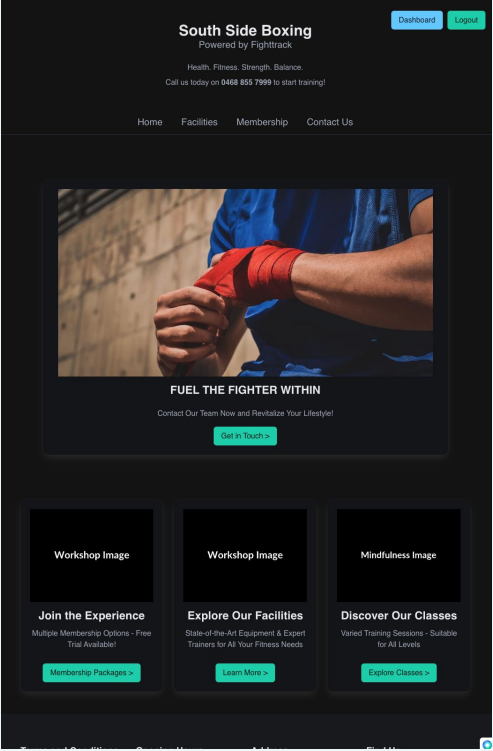 Dashboard
Logout
South Side Boxing
Powered by Fighttrack
Health. Fitness. Strength. Balance.
Call us today on 0468 855 7999 to start training!
Home
Facilities
Membership
Contact Us
FUEL THE FIGHTER WITHIN
Contact Our Team Now and Revitalize Your Lifestyle!
Get in Touch >
Workshop Image
Join the Experience
Multiple Membership Options - Free
Trial Available!
Membership Packages >
Workshop Image
Explore Our Facilities
State-of-the-Art Equipment & Expert
Trainers for All Your Fitness Needs
Learn More >
Mindfulness Image
Discover Our Classes
Varied Training Sessions - Suitable
for All Levels
Explore Classes >
Terms and Conditions